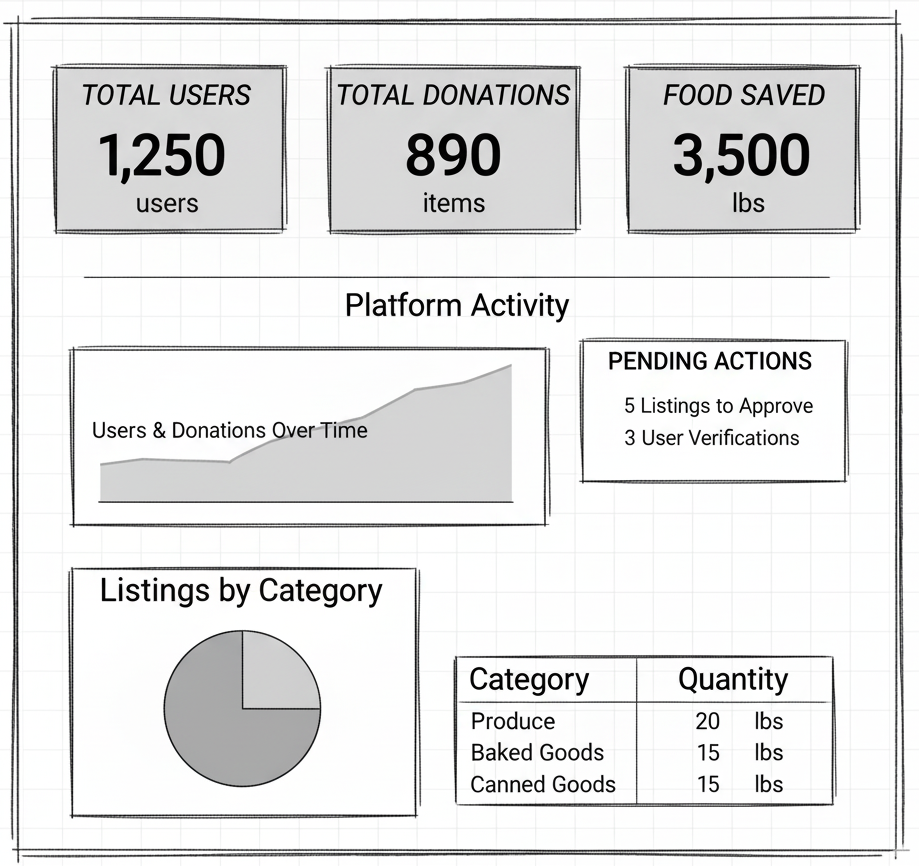 TOTAL USERS
1,250
users
TOTAL DONATIONS
890
items
FOOD SAVED
3,500
lbs
Platform Activity
Users & Donations Over Time
PENDING ACTIONS
5 Listings to Approve
3 User Verifications
Listings by Category
Category Quantity
Produce 20 lbs
Baked Goods 15 lbs
Canned Goods 15 lbs